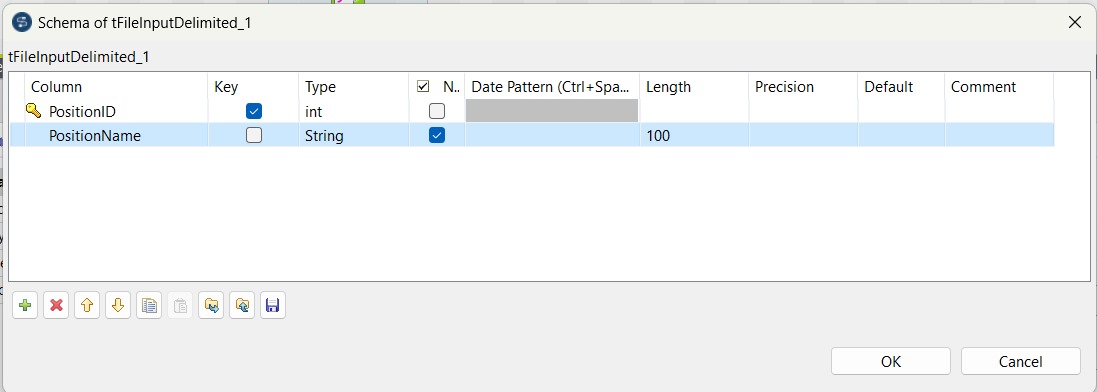 Schema of tFileInputDelimited_1
tFileInputDelimited_1
Column Key Type N.. Date Pattern (Ctrl+Spa... Length Precision Default Comment
PositionID int
PositionName String 100
OK Cancel